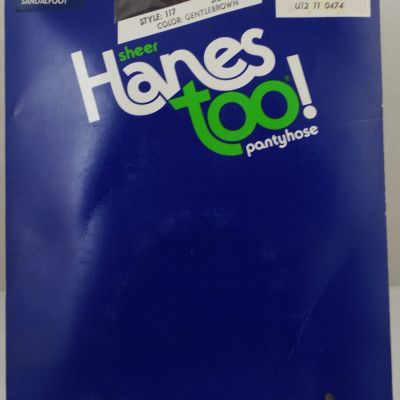 SANDALFOOT
STYLE: 117
COLOR: GENTLEBROWN
U12 11 0474
sheer
Hanes
too!®
pantyhose